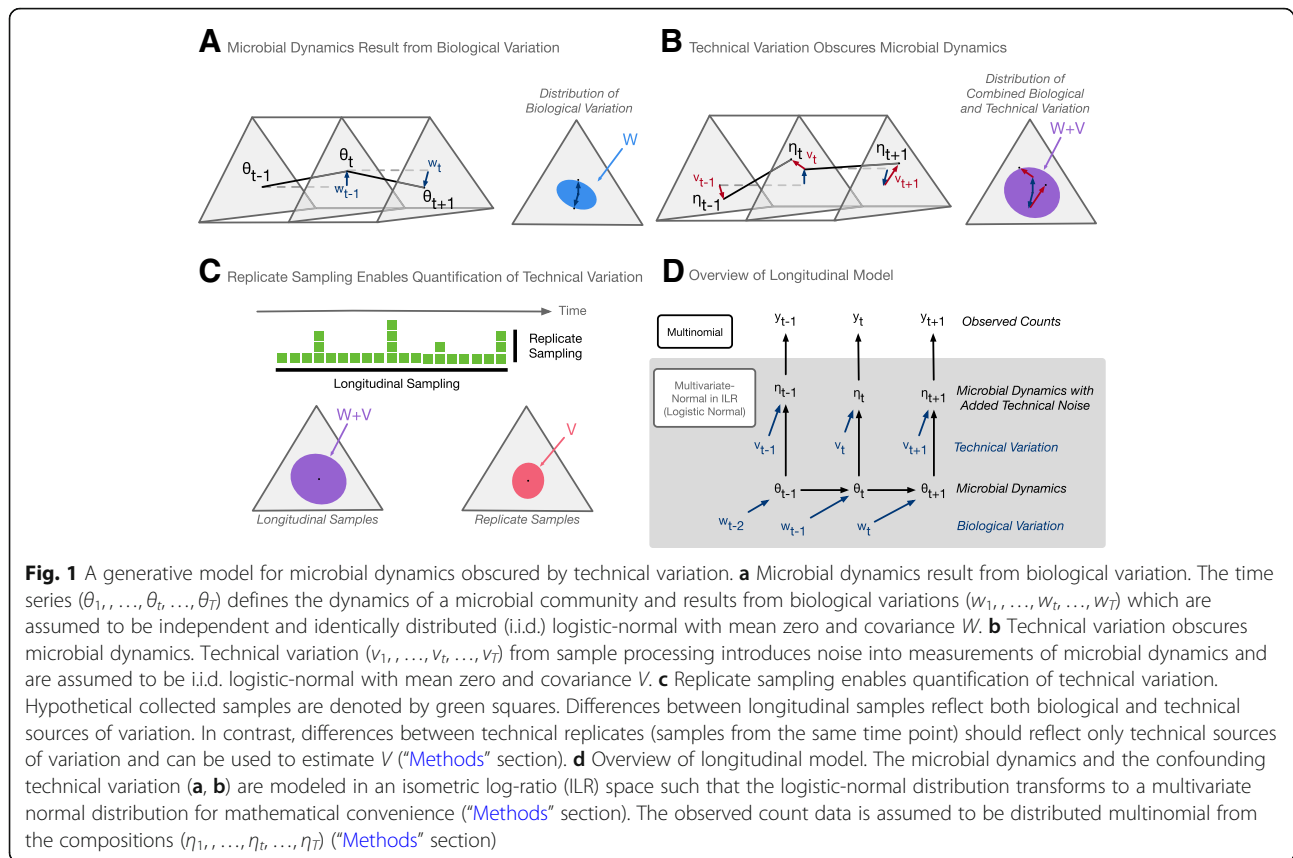 A Microbial Dynamics Result from Biological Variation
Distribution of
Biological Variation
W
θt-1
θt
θt+1
wt-1
wt
B Technical Variation Obscures Microbial Dynamics
Distribution of
Combined Biological
and Technical Variation
W+V
ηt-1
ηt
ηt+1
vt-1
vt
vt+1
C Replicate Sampling Enables Quantification of Technical Variation
Time
Replicate
Sampling
Longitudinal Sampling
W+V
V
Longitudinal Samples
Replicate Samples
D Overview of Longitudinal Model
Multinomial
yt-1 yt yt+1 Observed Counts
Multivariate-
Normal in ILR
(Logistic Normal)
ηt-1 ηt ηt+1 Microbial Dynamics with
Added Technical Noise
vt-1 vt vt+1 Technical Variation
θt-1 θt θt+1 Microbial Dynamics
wt-2 wt-1 wt Biological Variation
Fig. 1 A generative model for microbial dynamics obscured by technical variation. a Microbial dynamics result from biological variation. The time
series (θ1, , …, θt, …, θT) defines the dynamics of a microbial community and results from biological variations (w1, , …, wt, …, wT) which are
assumed to be independent and identically distributed (i.i.d.) logistic-normal with mean zero and covariance W. b Technical variation obscures
microbial dynamics. Technical variation (v1, , …, vt, …, vT) from sample processing introduces noise into measurements of microbial dynamics and
are assumed to be i.i.d. logistic-normal with mean zero and covariance V. c Replicate sampling enables quantification of technical variation.
Hypothetical collected samples are denoted by green squares. Differences between longitudinal samples reflect both biological and technical
sources of variation. In contrast, differences between technical replicates (samples from the same time point) should reflect only technical sources
of variation and can be used to estimate V (“Methods” section). d Overview of longitudinal model. The microbial dynamics and the confounding
technical variation (a, b) are modeled in an isometric log-ratio (ILR) space such that the logistic-normal distribution transforms to a multivariate
normal distribution for mathematical convenience (“Methods” section). The observed count data is assumed to be distributed multinomial from
the compositions (η1, , …, ηt, …, ηT) (“Methods” section)